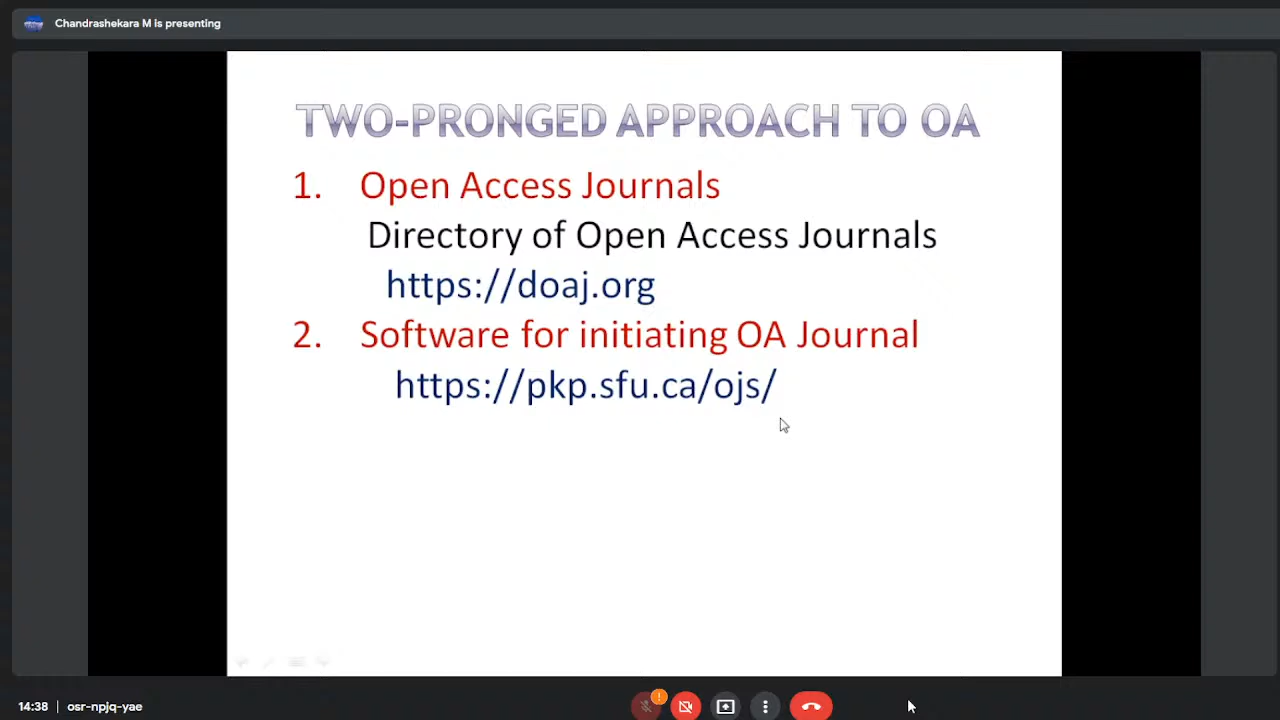 Chandrashekara M is presenting
TWO-PRONGED APPROACH TO OA
1. Open Access Journals
Directory of Open Access Journals
https://doaj.org
2. Software for initiating OA Journal
https://pkp.sfu.ca/ojs/
14:38 | osr-npjq-yae